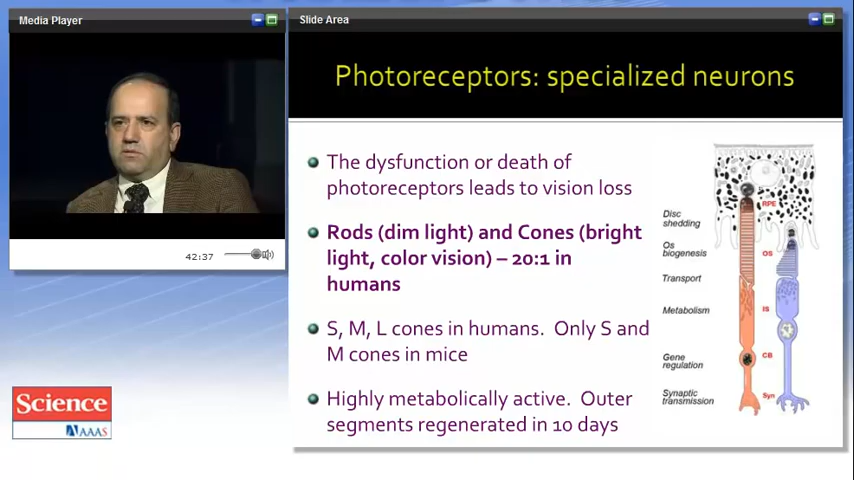 Media Player
42:37
Science
AAAS
Slide Area
Photoreceptors: specialized neurons
The dysfunction or death of
photoreceptors leads to vision loss
Rods (dim light) and Cones (bright
light, color vision) – 20:1 in
humans
S, M, L cones in humans. Only S and
M cones in mice
Highly metabolically active. Outer
segments regenerated in 10 days
Disc
shedding
Os
biogenesis
Transport
Metabolism
Gene
regulation
Synaptic
transmission
RPE
OS
IS
CB
Syn